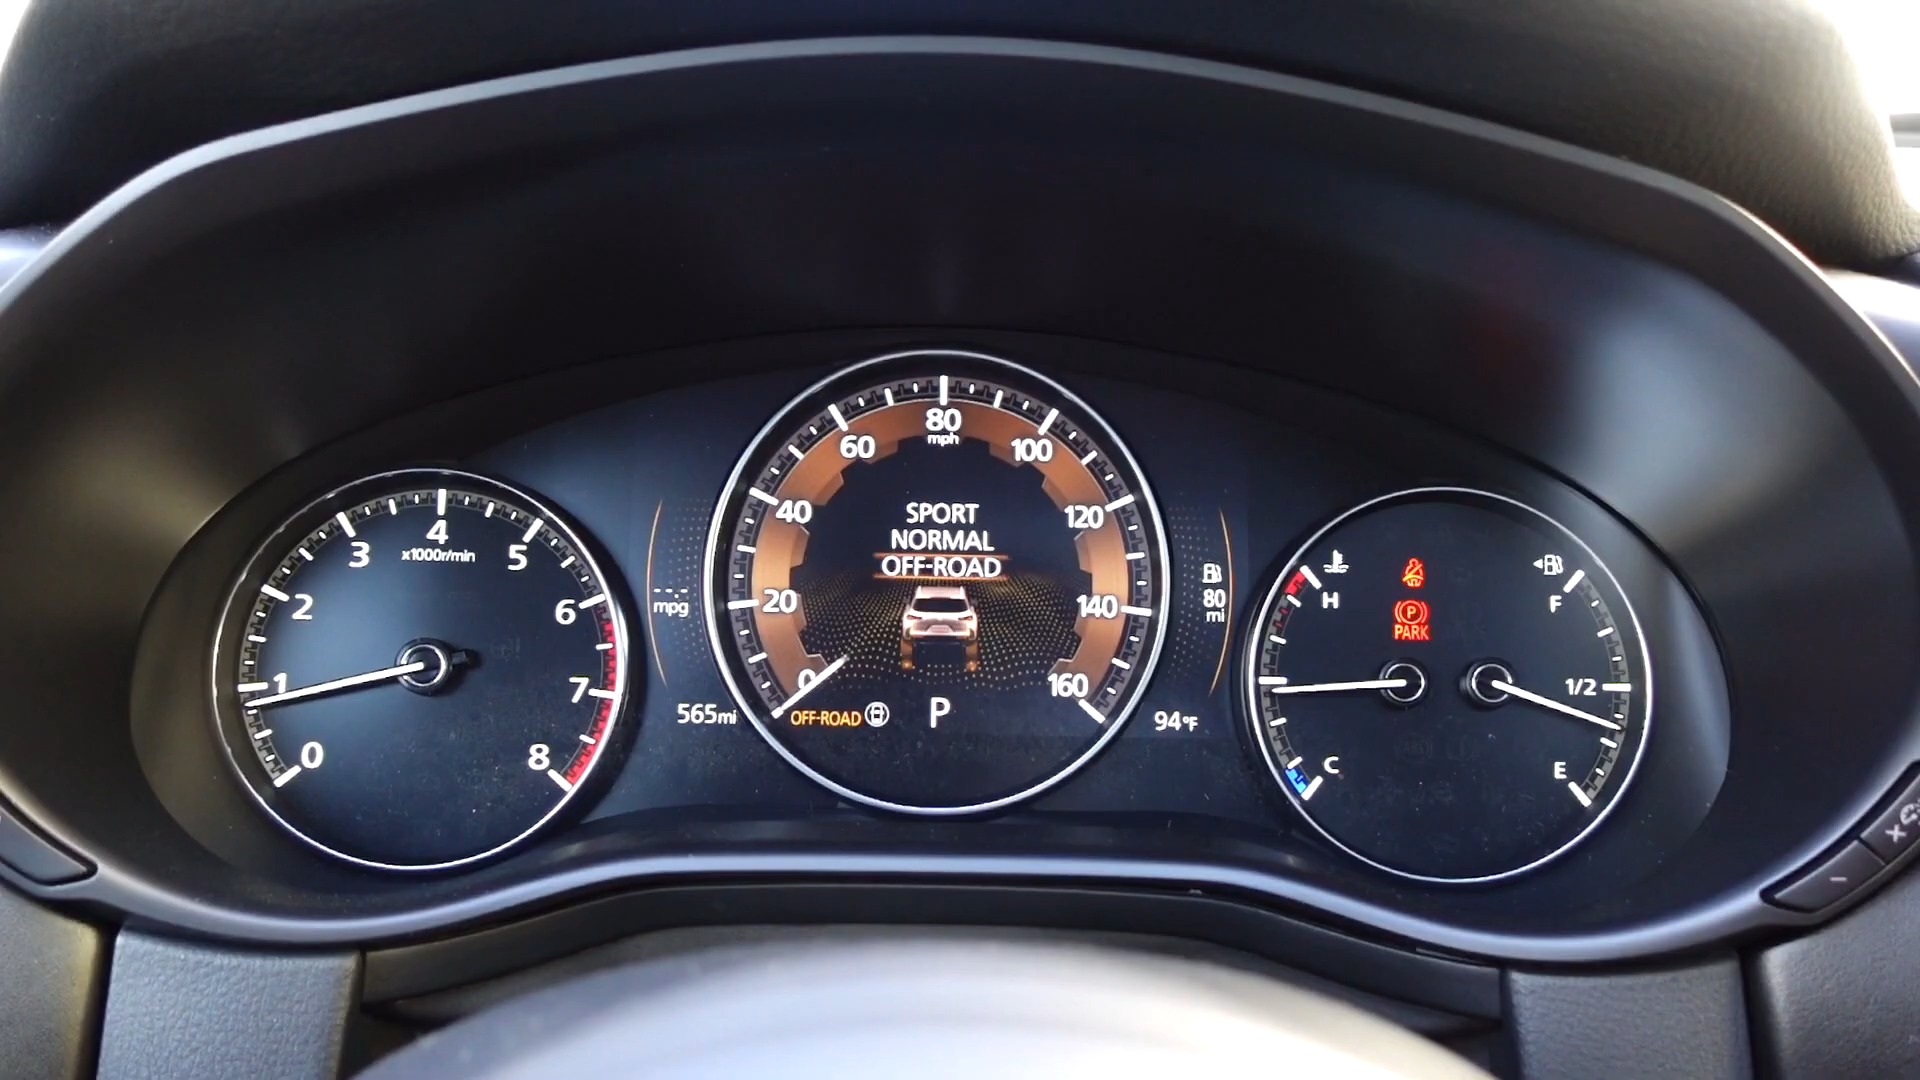 0
1
2
3
4
x1000r/min
5
6
7
8
mpg
565mi
0
20
40
60
80
mph
100
120
140
160
SPORT
NORMAL
OFF-ROAD
OFF-ROAD
P
80
mi
94°F
H
C
PARK
P
F
1/2
E